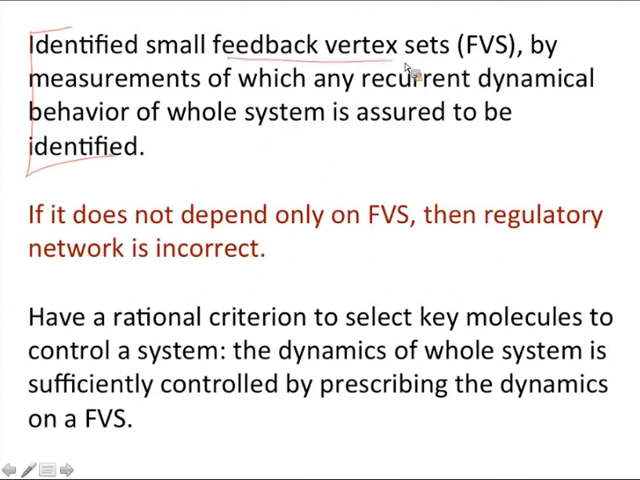 Identified small feedback vertex sets (FVS), by
measurements of which any recurrent dynamical
behavior of whole system is assured to be
identified.
If it does not depend only on FVS, then regulatory
network is incorrect.
Have a rational criterion to select key molecules to
control a system: the dynamics of whole system is
sufficiently controlled by prescribing the dynamics
on a FVS.